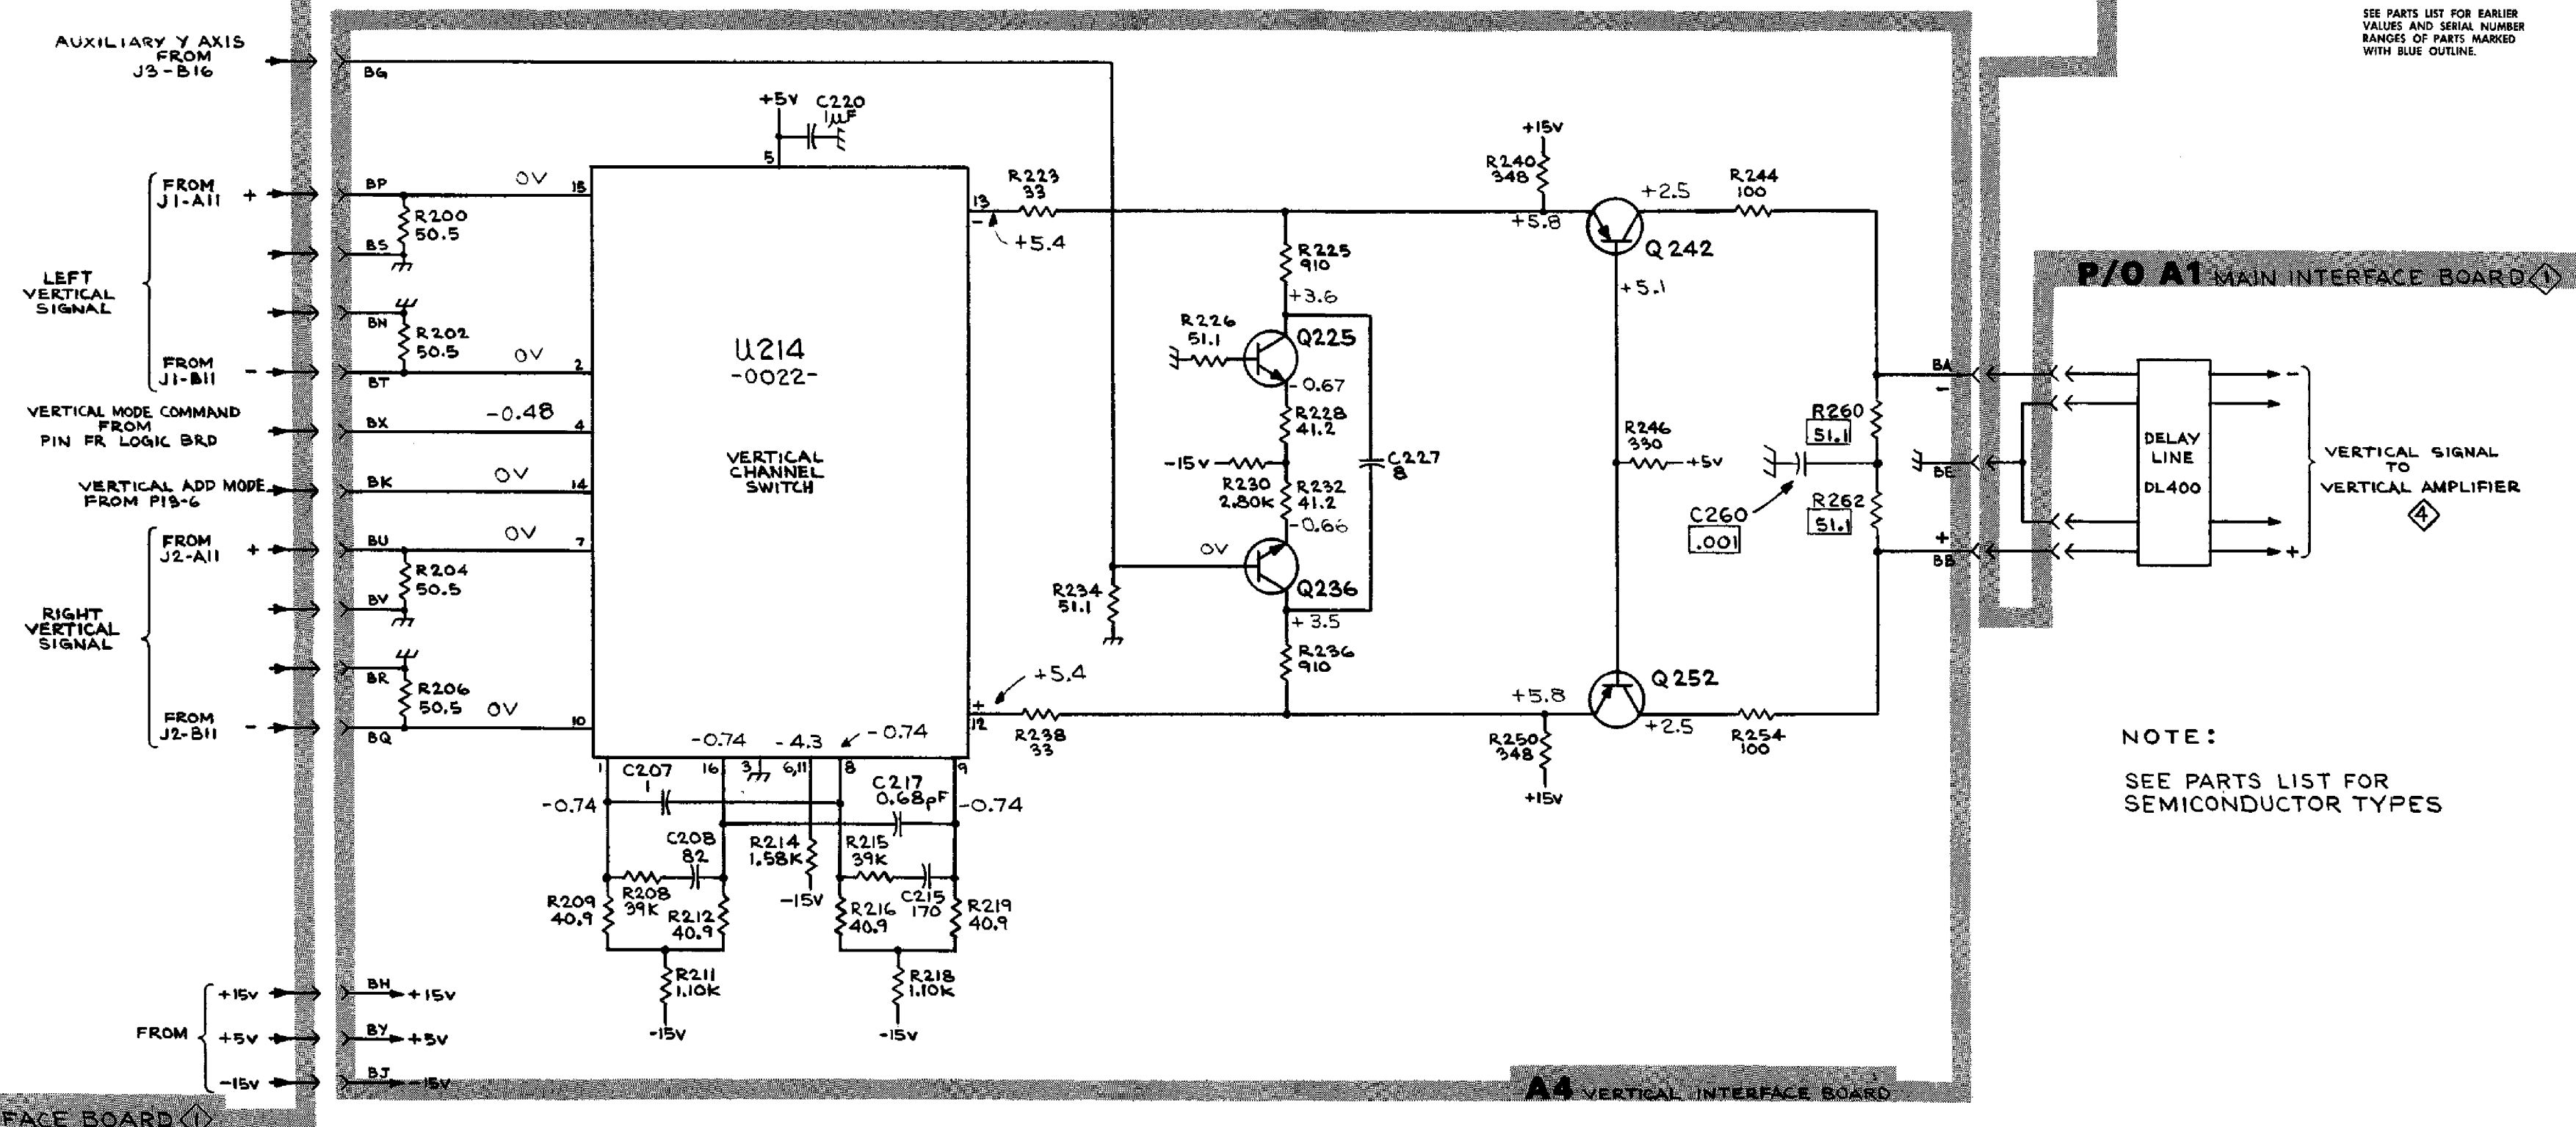 SEE PARTS LIST FOR EARLIER
VALUES AND SERIAL NUMBER
RANGES OF PARTS MARKED
WITH BLUE OUTLINE.
AUXILIARY Y AXIS
FROM
J3-B16
BG
+5V
C220
1µF
5
LEFT
VERTICAL
SIGNAL
FROM
J1-A11
+
BP
0V
15
R200
50.5
BS
BN
R202
50.5
FROM
J1-B11
-
BT
0V
2
VERTICAL MODE COMMAND
FROM
PIN FR LOGIC BRD
BX
-0.48
4
VERTICAL ADD MODE
FROM P13-6
BK
0V
14
RIGHT
VERTICAL
SIGNAL
FROM
J2-A11
+
BU
0V
7
R204
50.5
BV
BR
R206
50.5
FROM
J2-B11
-
BQ
0V
10
U214
-0022-
VERTICAL
CHANNEL
SWITCH
13
-
+5.4
R223
33
+
12
+5.4
R238
33
-0.74
-4.3
-0.74
1
16
3
6,11
8
9
C207
1
-0.74
C217
0.68pF
-0.74
C208
82
R214
1.58K
-15V
R215
39K
R208
39K
C215
170
R209
40.9
R212
40.9
R216
40.9
R219
40.9
R211
1.10K
-15V
R218
1.10K
-15V
R225
910
+3.6
R226
51.1
Q225
-0.67
R228
41.2
-15V
R230
2.80K
R232
41.2
-0.66
C227
8
0V
Q236
R234
51.1
+3.5
R236
910
+15V
R240
348
+5.8
+2.5
Q242
R244
100
+5.1
R246
330
+5V
Q252
+5.8
+2.5
R250
348
+15V
R254
100
R260
51.1
R262
51.1
C260
.001
BA
-
BE
+
BB
P/O A1 MAIN INTERFACE BOARD 1
DELAY
LINE
DL400
-
+
VERTICAL SIGNAL
TO
VERTICAL AMPLIFIER
4
NOTE:
SEE PARTS LIST FOR
SEMICONDUCTOR TYPES
FROM
+15V
BH
+15V
+5V
BY
+5V
-15V
BJ
-15V
A4 VERTICAL INTERFACE BOARD
FACE BOARD 1